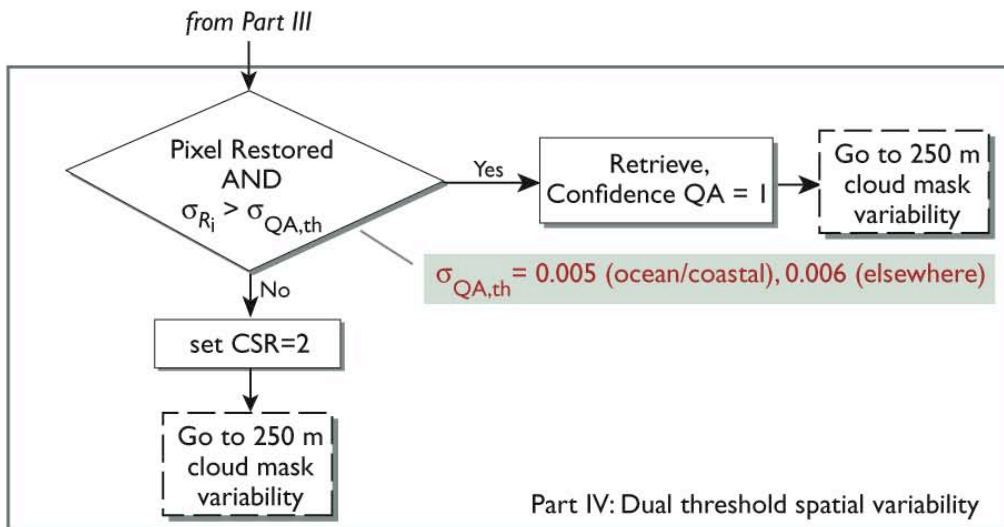 from Part III
Pixel Restored
AND
σRi > σQA,th
Yes
Retrieve,
Confidence QA = 1
Go to 250 m
cloud mask
variability
σQA,th = 0.005 (ocean/coastal), 0.006 (elsewhere)
No
set CSR=2
Go to 250 m
cloud mask
variability
Part IV: Dual threshold spatial variability